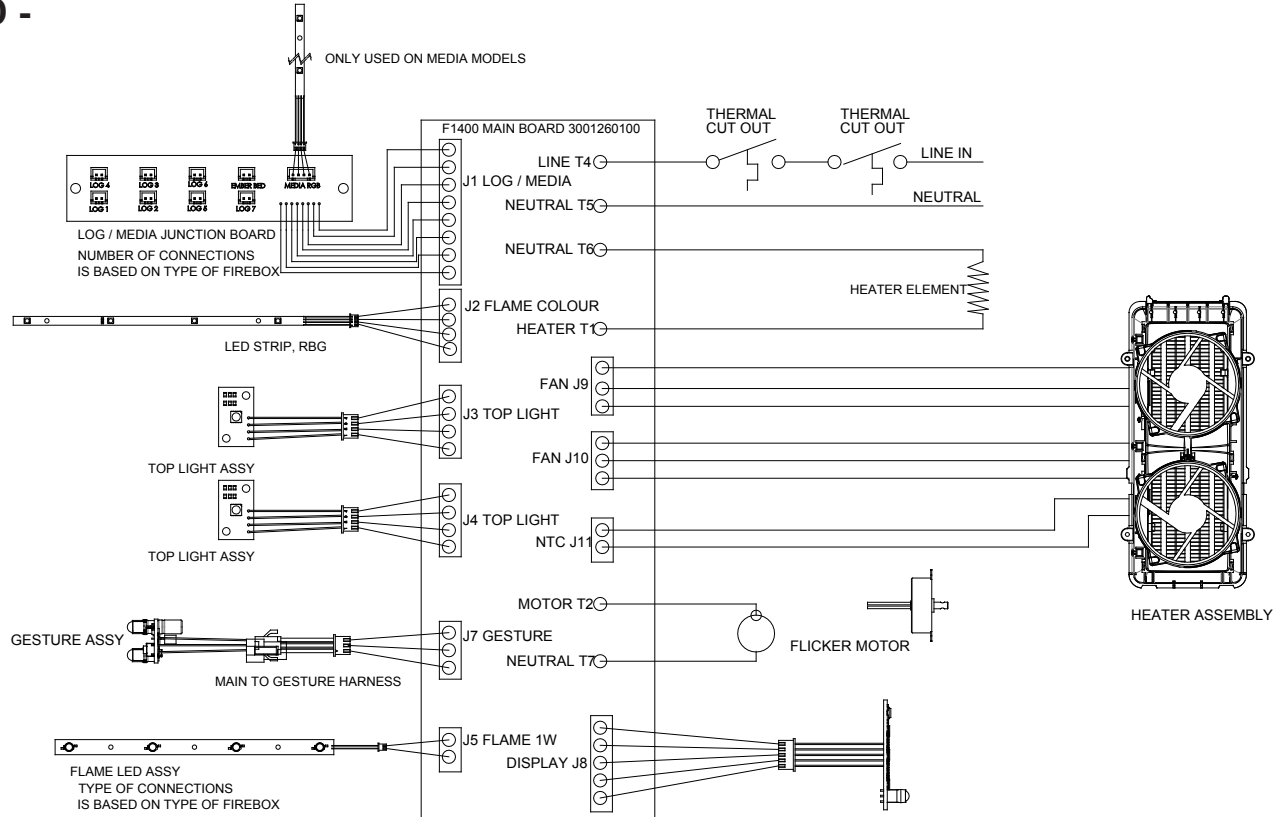 -
ONLY USED ON MEDIA MODELS
F1400 MAIN BOARD 3001260100
THERMAL
CUT OUT
THERMAL
CUT OUT
LINE T4
LINE IN
LOG 4
LOG 3
LOG 6
EMBER BED
MEDIA RGB
LOG 1
LOG 2
LOG 5
LOG 7
J1 LOG / MEDIA
NEUTRAL T5
NEUTRAL
LOG / MEDIA JUNCTION BOARD
NUMBER OF CONNECTIONS
IS BASED ON TYPE OF FIREBOX
NEUTRAL T6
HEATER ELEMENT
J2 FLAME COLOUR
HEATER T1
LED STRIP, RBG
FAN J9
J3 TOP LIGHT
TOP LIGHT ASSY
FAN J10
J4 TOP LIGHT
NTC J11
TOP LIGHT ASSY
MOTOR T2
HEATER ASSEMBLY
GESTURE ASSY
J7 GESTURE
FLICKER MOTOR
NEUTRAL T7
MAIN TO GESTURE HARNESS
J5 FLAME 1W
DISPLAY J8
FLAME LED ASSY
TYPE OF CONNECTIONS
IS BASED ON TYPE OF FIREBOX